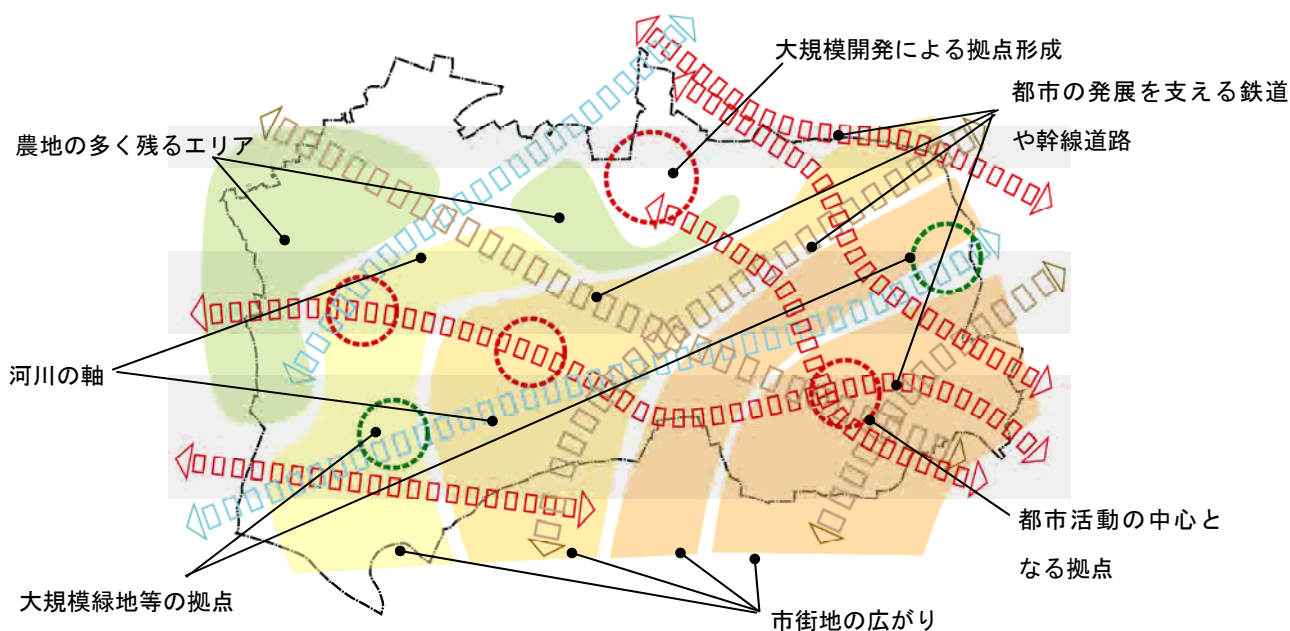 大規模開発による拠点形成
都市の発展を支える鉄道
や幹線道路
農地の多く残るエリア
河川の軸
都市活動の中心と
なる拠点
大規模緑地等の拠点
市街地の広がり